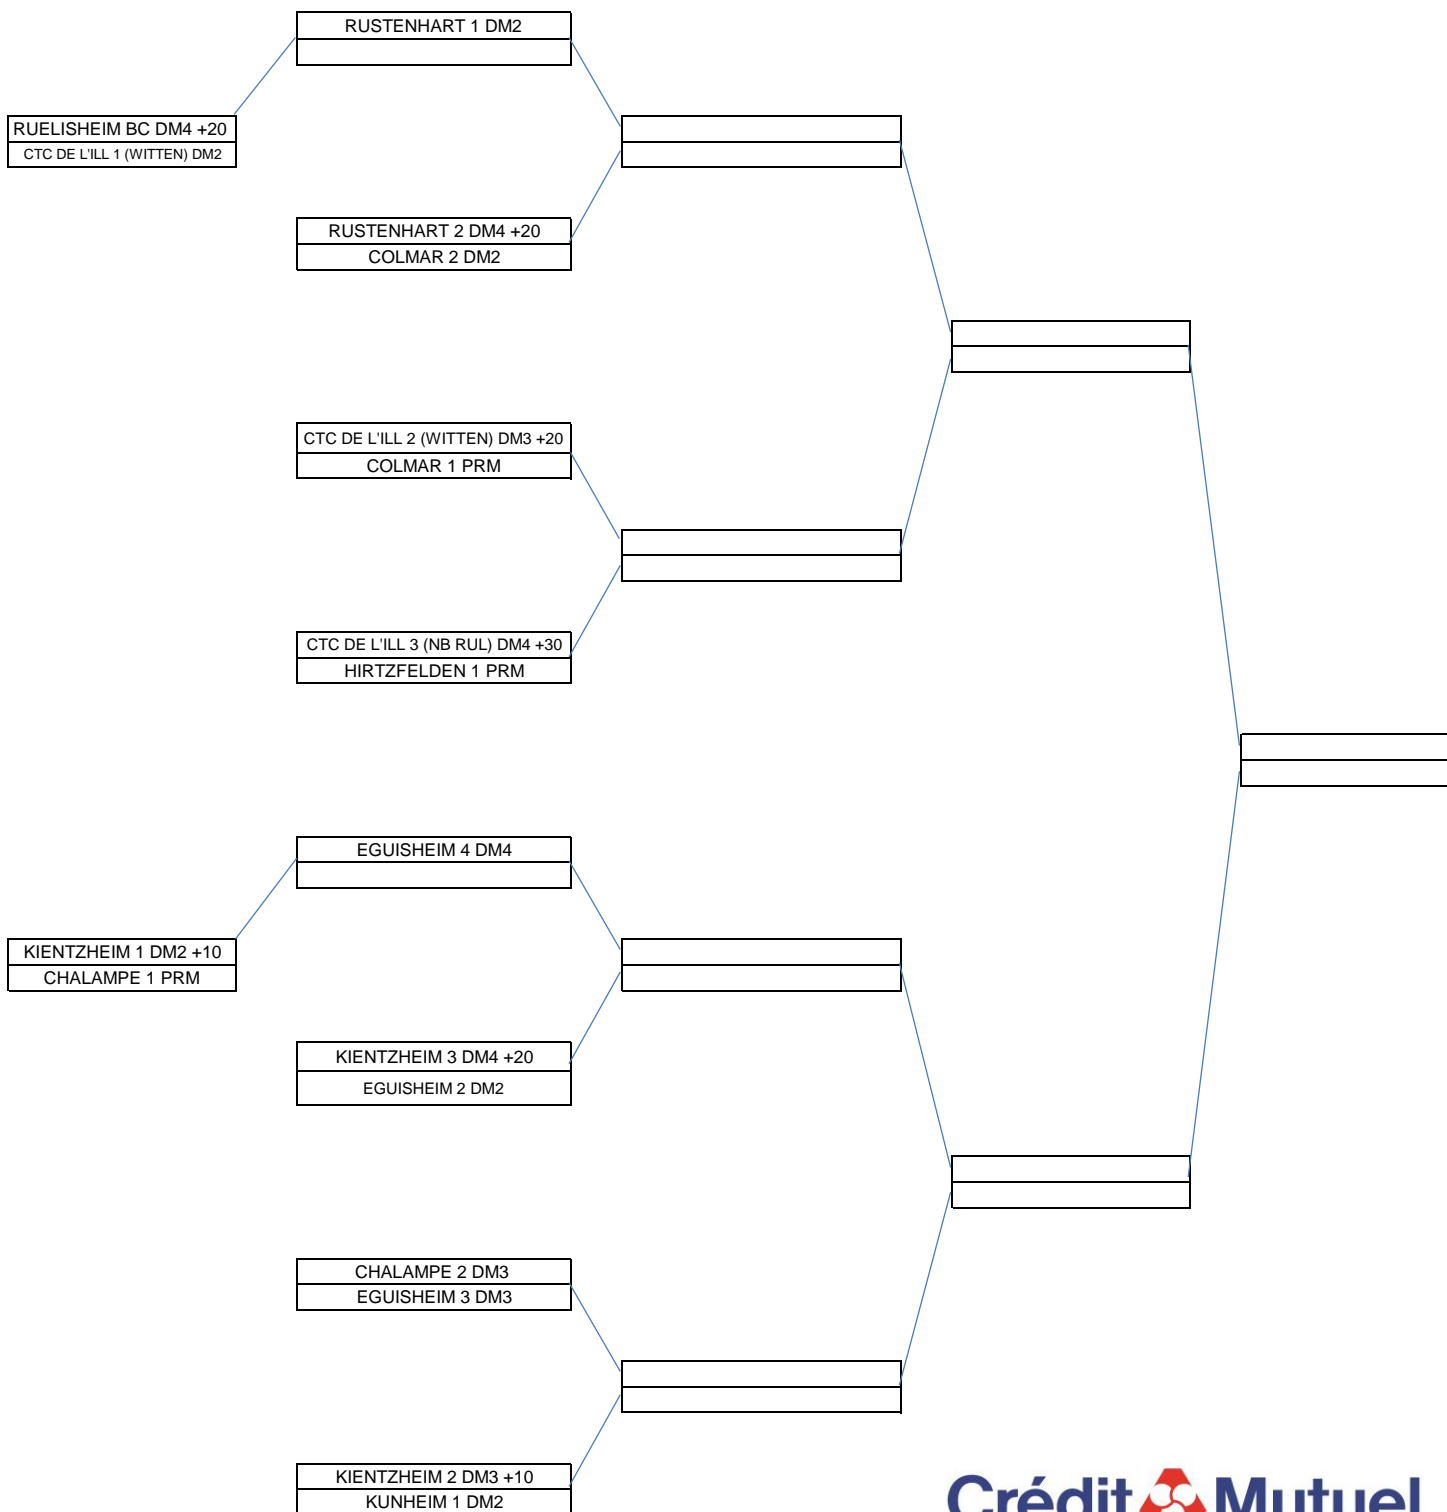 RUSTENHART 1 DM2
RUELISHEIM BC DM4 +20
CTC DE L'ILL 1 (WITTEN) DM2
RUSTENHART 2 DM4 +20
COLMAR 2 DM2
CTC DE L'ILL 2 (WITTEN) DM3 +20
COLMAR 1 PRM
CTC DE L'ILL 3 (NB RUL) DM4 +30
HIRTZFELDEN 1 PRM
EGUISHEIM 4 DM4
KIENTZHEIM 1 DM2 +10
CHALAMPE 1 PRM
KIENTZHEIM 3 DM4 +20
EGUISHEIM 2 DM2
CHALAMPE 2 DM3
EGUISHEIM 3 DM3
KIENTZHEIM 2 DM3 +10
KUNHEIM 1 DM2
Crédit Mutuel